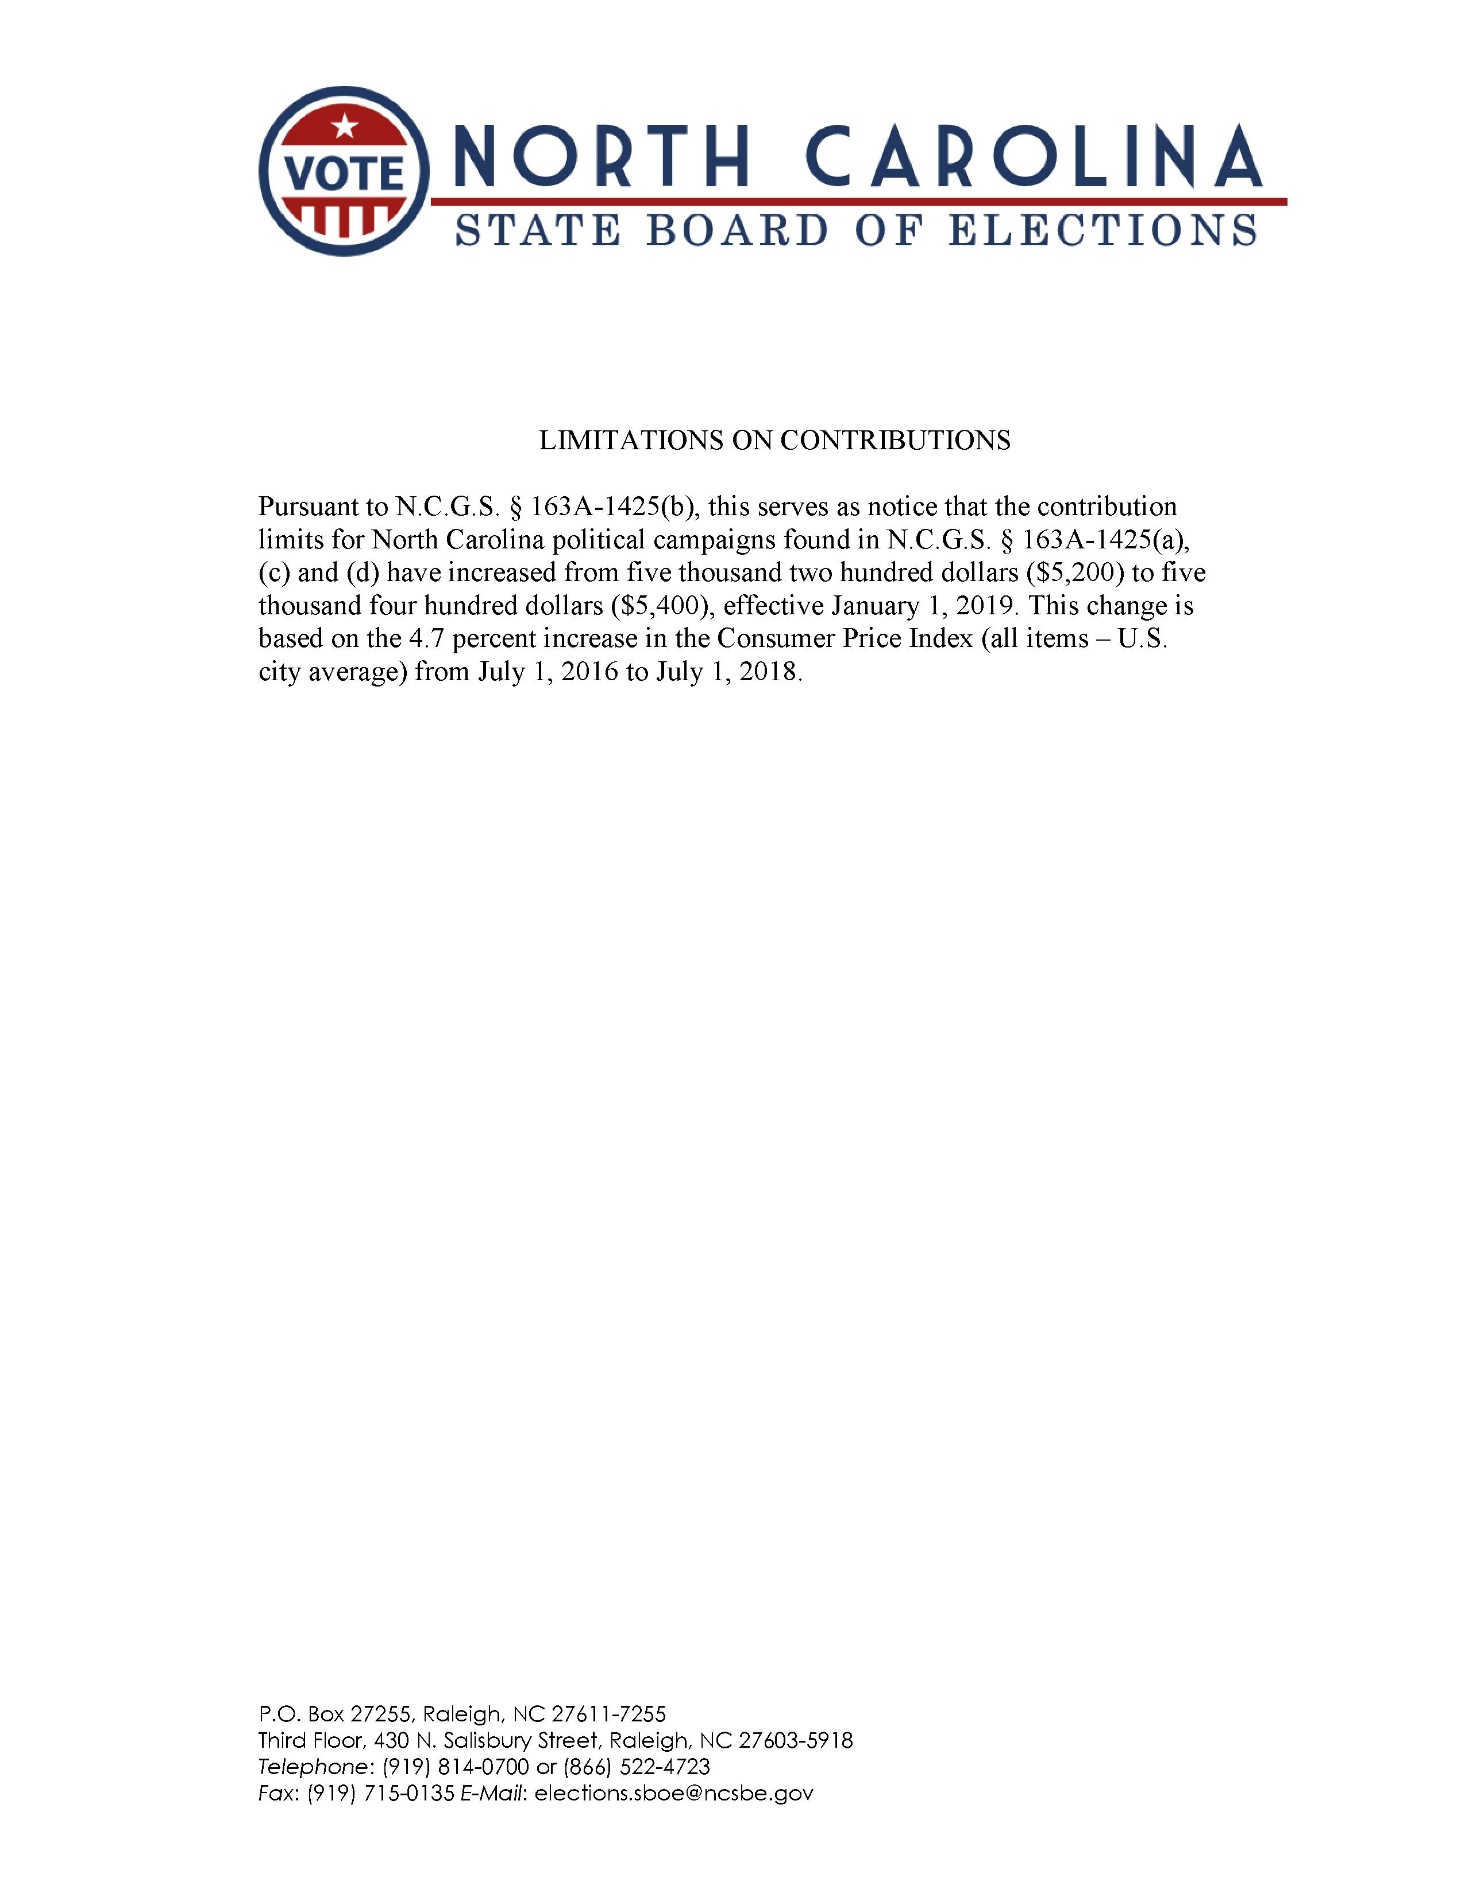 VOTE
NORTH CAROLINA
STATE BOARD OF ELECTIONS
LIMITATIONS ON CONTRIBUTIONS
Pursuant to N.C.G.S. § 163A-1425(b), this serves as notice that the contribution
limits for North Carolina political campaigns found in N.C.G.S. § 163A-1425(a),
(c) and (d) have increased from five thousand two hundred dollars ($5,200) to five
thousand four hundred dollars ($5,400), effective January 1, 2019. This change is
based on the 4.7 percent increase in the Consumer Price Index (all items – U.S.
city average) from July 1, 2016 to July 1, 2018.
P.O. Box 27255, Raleigh, NC 27611-7255
Third Floor, 430 N. Salisbury Street, Raleigh, NC 27603-5918
Telephone: (919) 814-0700 or (866) 522-4723
Fax: (919) 715-0135 E-Mail: elections.sboe@ncsbe.gov